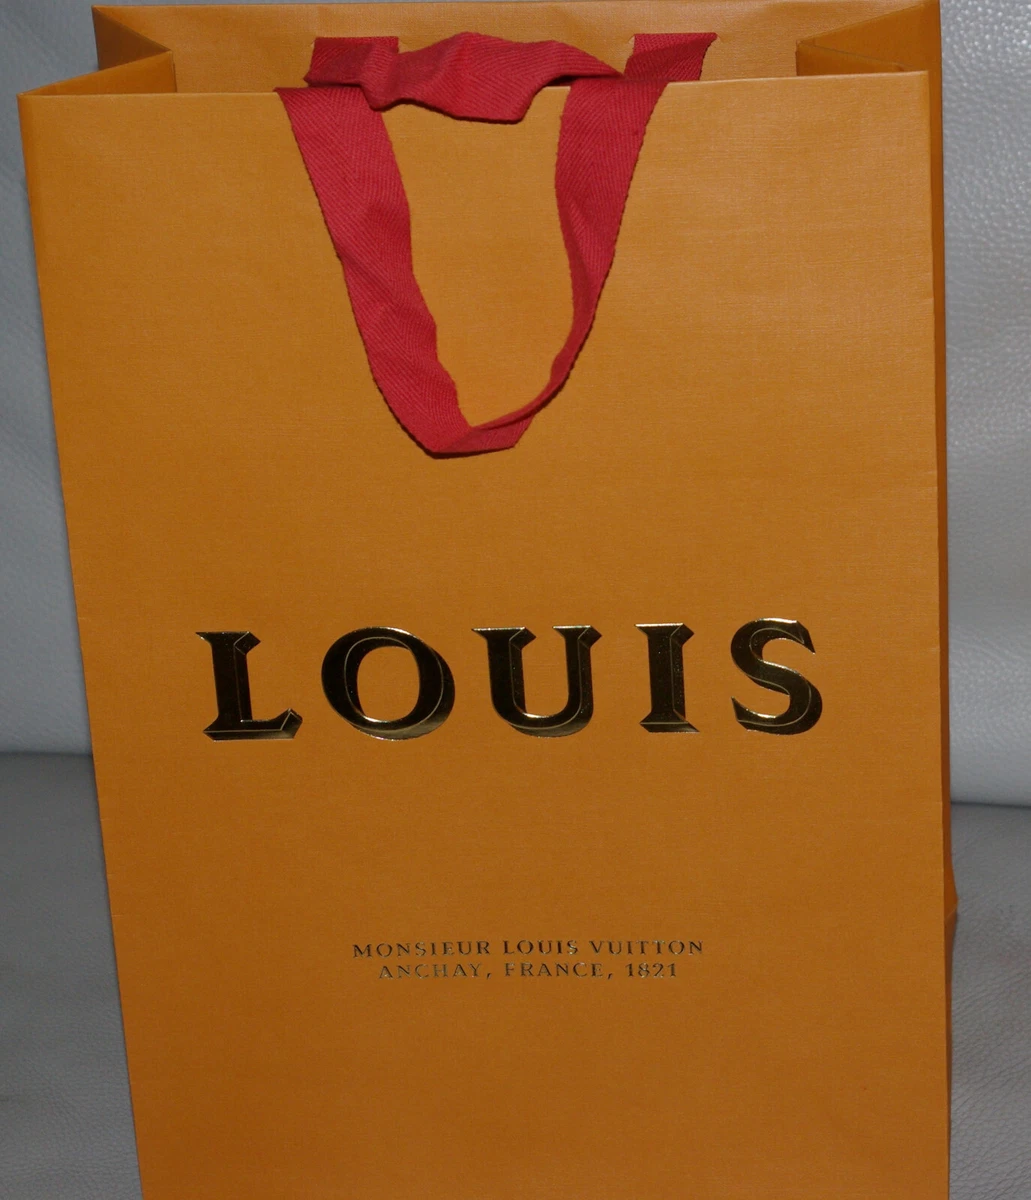 LOUIS
MONSIEUR LOUIS VUITTON
ANCHAY, FRANCE, 1821